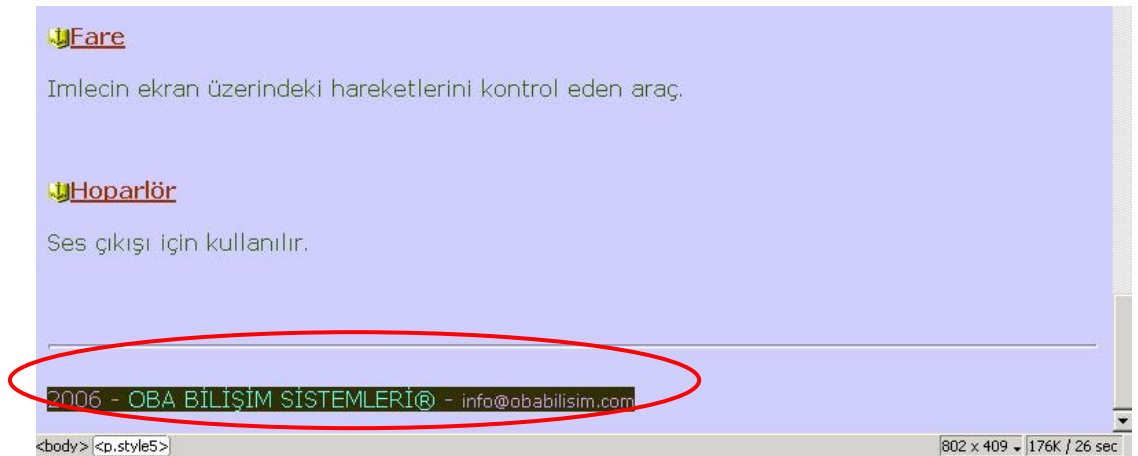 Fare
Imlecin ekran üzerindeki hareketlerini kontrol eden araç.
Hoparlör
Ses çıkışı için kullanılır.
2006 - OBA BİLİŞİM SİSTEMLERİ® - info@obabilisim.com
<body> <p.style5> 802 x 409 176K / 26 sec